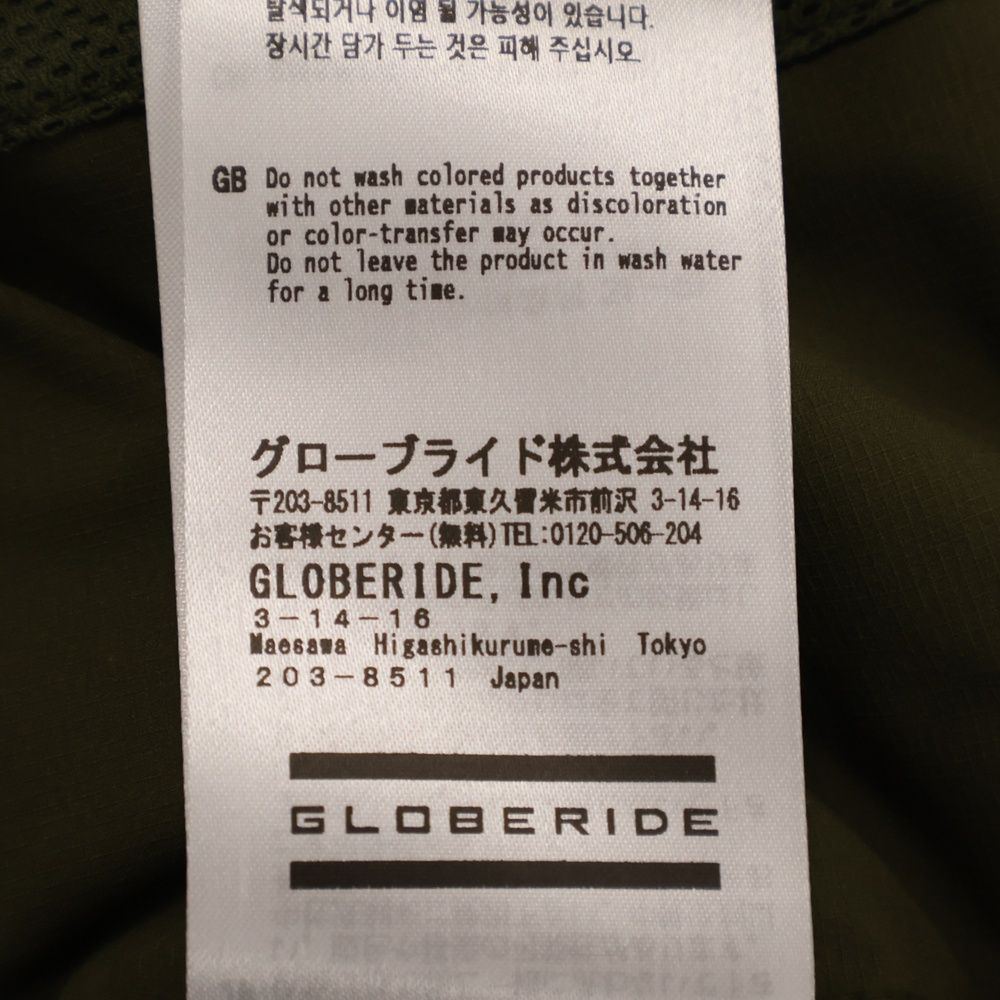 탈색되거나 이염 될 가능성이 있습니다.
장시간 담가 두는 것은 피해 주십시오
GB Do not wash colored products together
with other materials as discoloration
or color-transfer may occur.
Do not leave the product in wash water
for a long time.
グローブライド株式会社
〒203-8511 東京都東久留米市前沢 3-14-16
お客様センター(無料)TEL:0120-506-204
GLOBERIDE, Inc
3-14-16
Maesawa Higashikurume-shi Tokyo
203-8511 Japan
GLOBERIDE